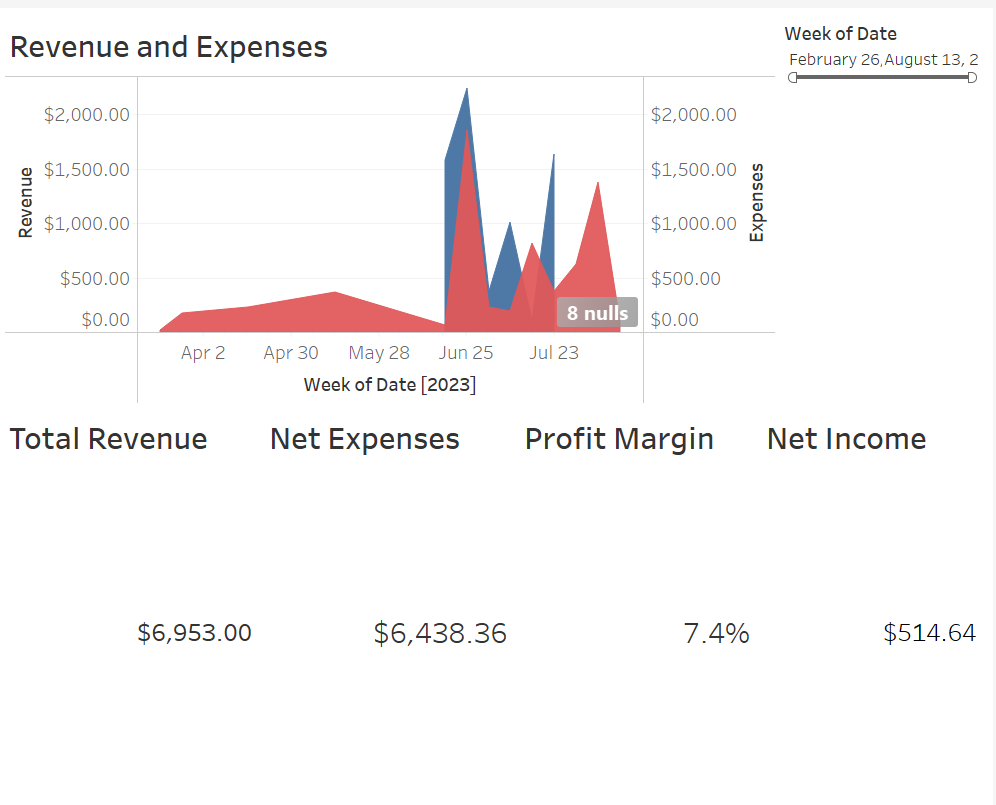 Revenue and Expenses
Week of Date
February 26, August 13, 2
$2,000.00
$1,500.00
$1,000.00
$500.00
$0.00
Revenue
$2,000.00
$1,500.00
$1,000.00
$500.00
$0.00
Expenses
8 nulls
Apr 2 Apr 30 May 28 Jun 25 Jul 23
Week of Date [2023]
Total Revenue Net Expenses Profit Margin Net Income
$6,953.00 $6,438.36 7.4% $514.64